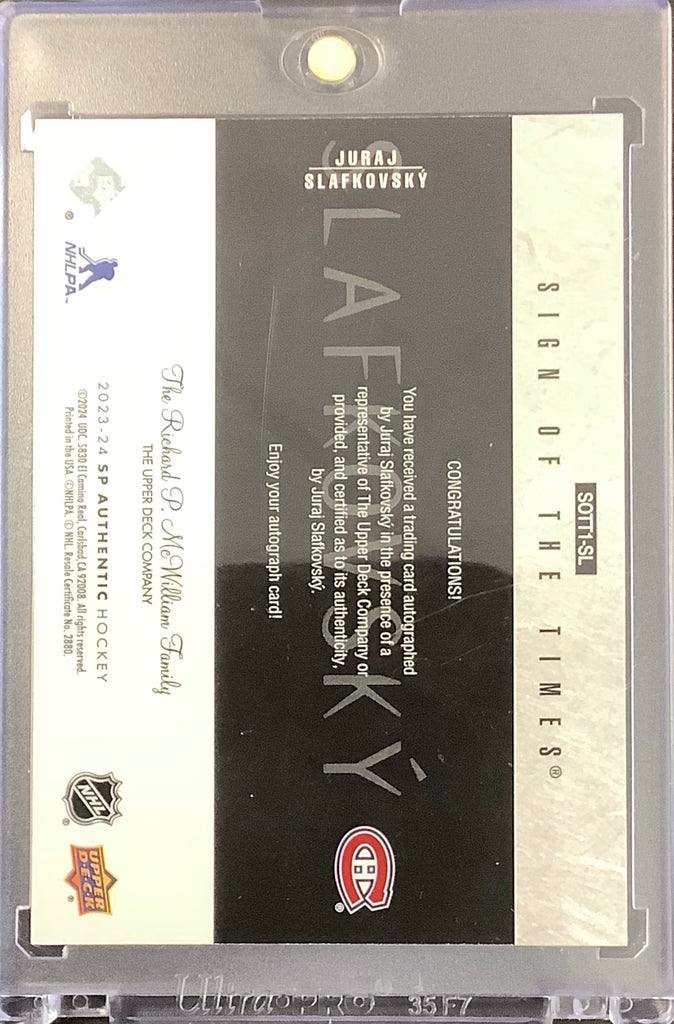 SOTT1-SL
SIGN OF THE TIMES®
JURAJ
SLAFKOVSKÝ
SLAFKOVSKÝ
CONGRATULATIONS!
You have received a trading card autographed
by Juraj Slafkovský in the presence of a
representative of The Upper Deck Company or
provided, and certified as to its authenticity,
by Juraj Slafkovský.
Enjoy your autograph card!
The Richard P. McWilliam Family
THE UPPER DECK COMPANY
2023-24 SP AUTHENTIC HOCKEY
©2024 UDC. 5830 El Camino Real, Carlsbad, CA 92008. All rights reserved.
Printed in the USA. ©NHLPA. © NHL. Resale Certificate No. 2880.
NHLPA™
NHL
UPPER
DECK
Ultra PRO
35 F7